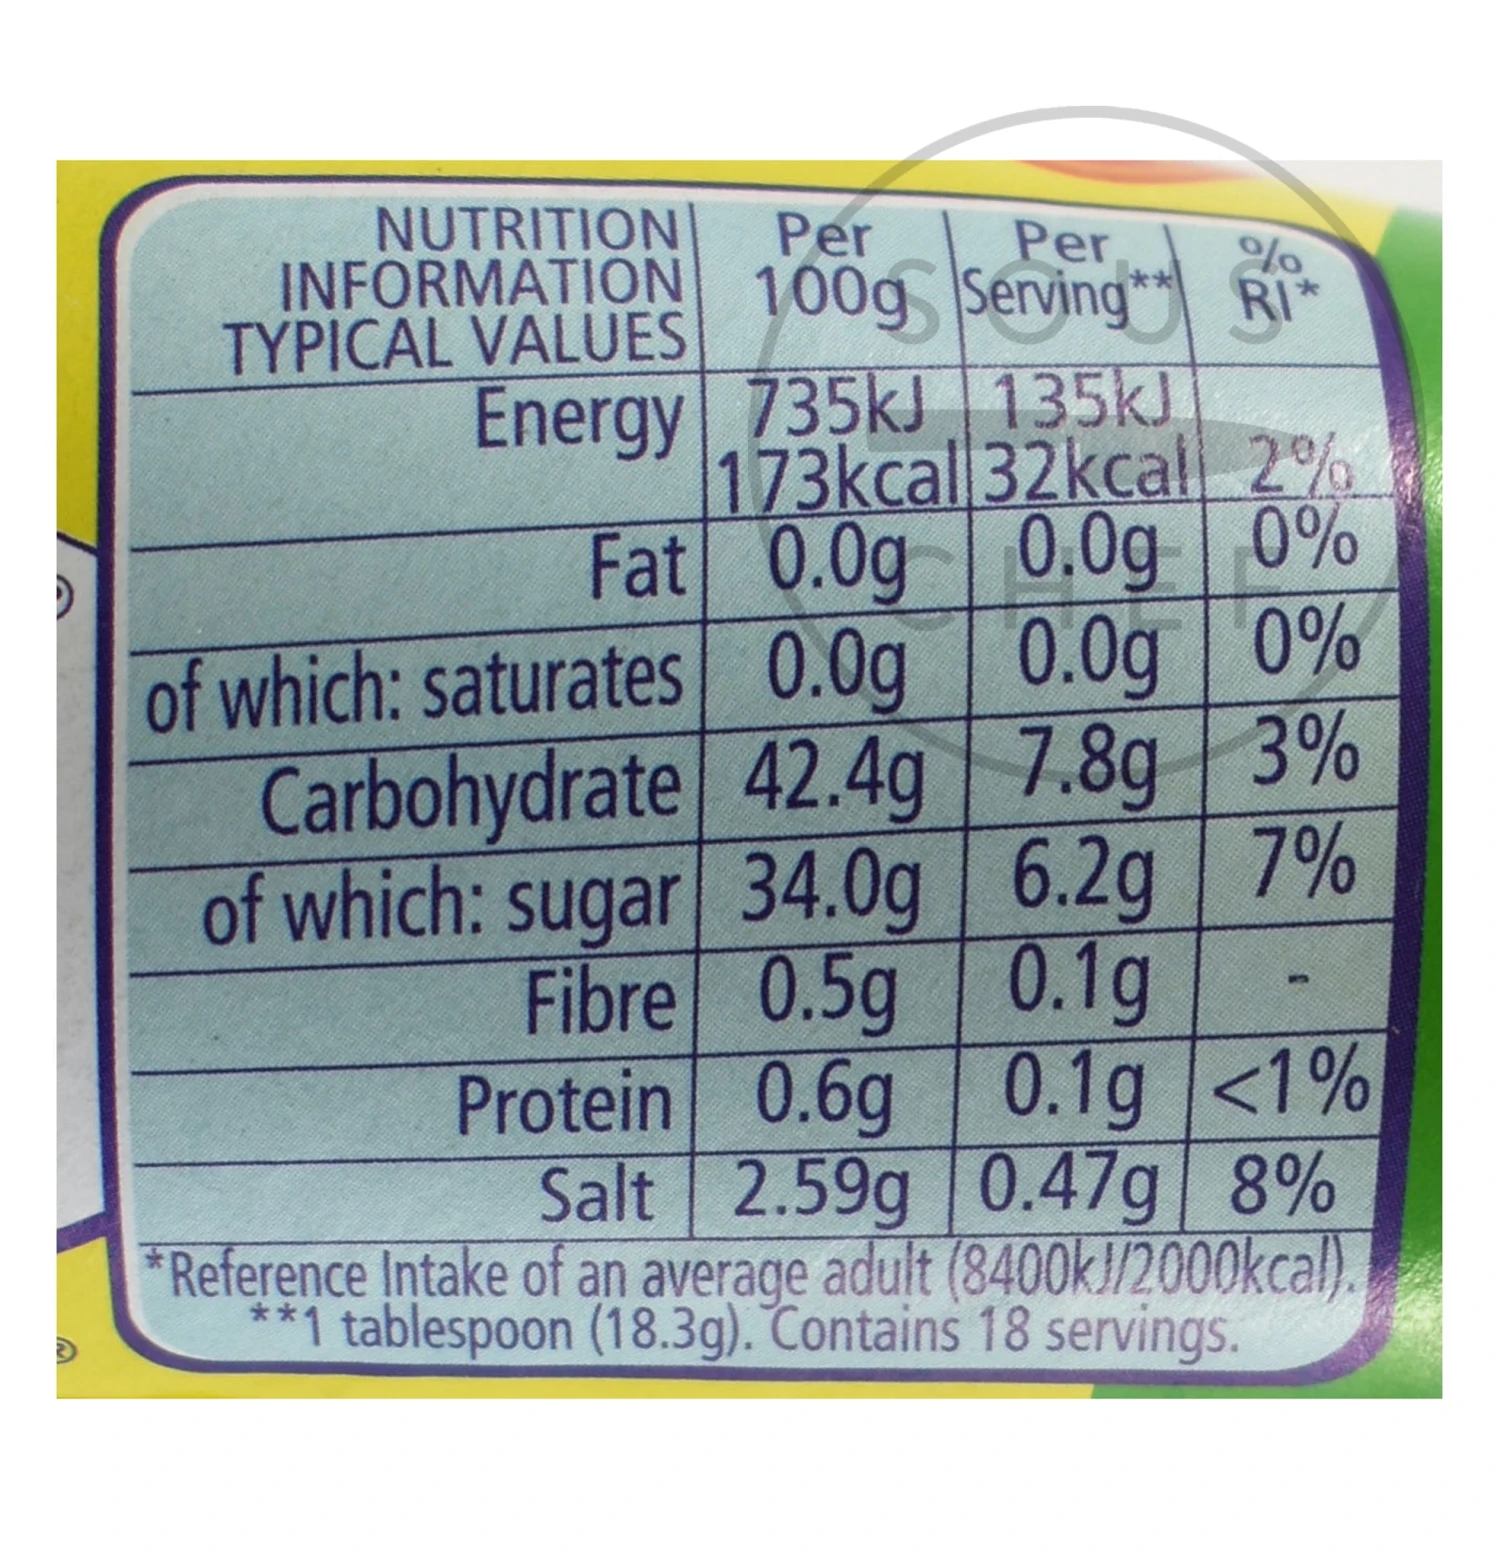 NUTRITION INFORMATION TYPICAL VALUES Per 100g Per Serving** % RI*
Energy 735kJ 173kcal 135kJ 32kcal 2%
Fat 0.0g 0.0g 0%
of which: saturates 0.0g 0.0g 0%
Carbohydrate 42.4g 7.8g 3%
of which: sugar 34.0g 6.2g 7%
Fibre 0.5g 0.1g -
Protein 0.6g 0.1g <1%
Salt 2.59g 0.47g 8%
*Reference Intake of an average adult (8400kJ/2000kcal).
**1 tablespoon (18.3g). Contains 18 servings.
SOUS
CHEF
®